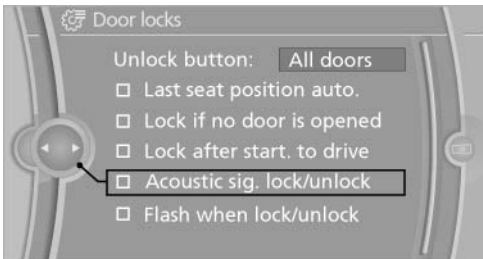 Door locks
Unlock button: All doors
Last seat position auto.
Lock if no door is opened
Lock after start. to drive
Acoustic sig. lock/unlock
Flash when lock/unlock